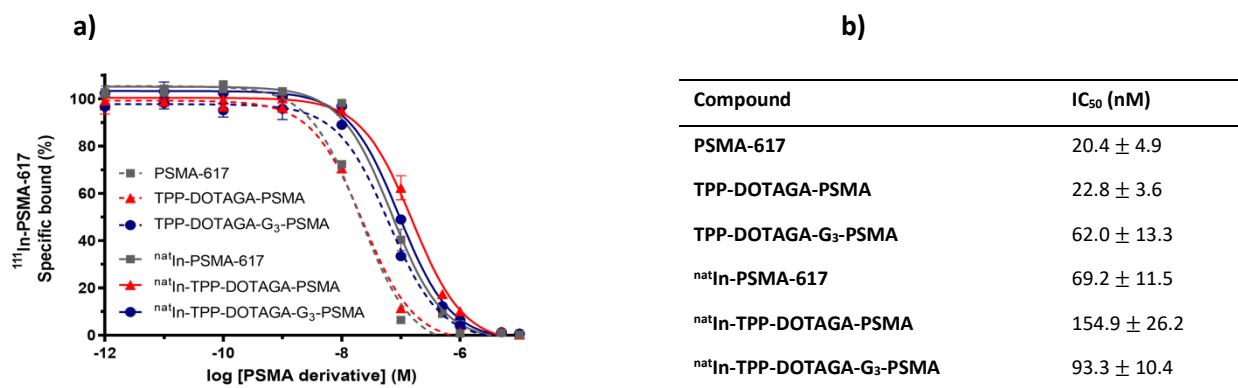 a)
b)
¹¹¹In-PSMA-617
Specific bound (%)
100
80
60
40
20
0
PSMA-617
TPP-DOTAGA-PSMA
TPP-DOTAGA-G₃-PSMA
ⁿᵃᵗIn-PSMA-617
ⁿᵃᵗIn-TPP-DOTAGA-PSMA
ⁿᵃᵗIn-TPP-DOTAGA-G₃-PSMA
-12 -10 -8 -6
log [PSMA derivative] (M)
Compound IC₅₀ (nM)
PSMA-617 20.4 ± 4.9
TPP-DOTAGA-PSMA 22.8 ± 3.6
TPP-DOTAGA-G₃-PSMA 62.0 ± 13.3
ⁿᵃᵗIn-PSMA-617 69.2 ± 11.5
ⁿᵃᵗIn-TPP-DOTAGA-PSMA 154.9 ± 26.2
ⁿᵃᵗIn-TPP-DOTAGA-G₃-PSMA 93.3 ± 10.4